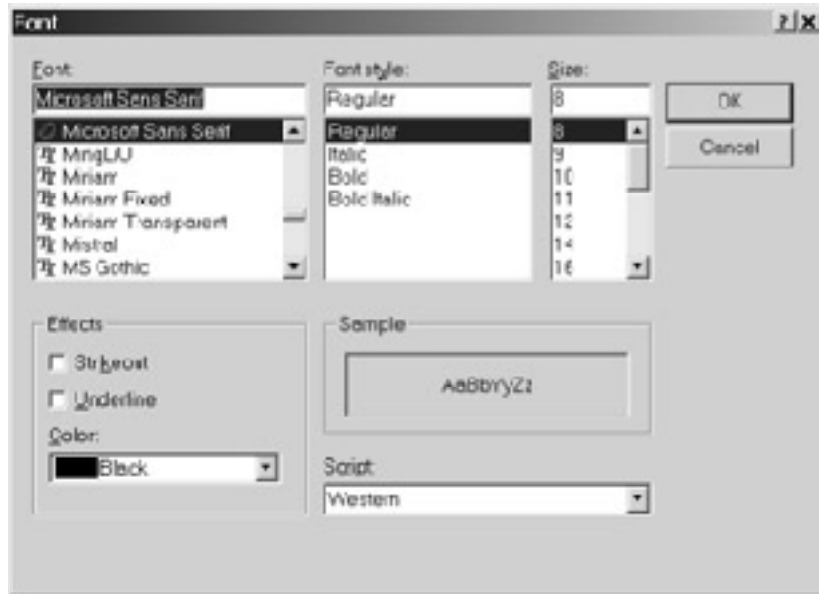 Font
Font:
Microsoft Sans Serif
Microsoft Sans Serif
MingLiU
Miriam
Miriam Fixed
Miriam Transparent
Mistral
MS Gothic
Font style:
Regular
Regular
Italic
Bold
Bold Italic
Size:
8
8
9
10
11
12
14
16
OK
Cancel
Effects
Strikeout
Underline
Color:
Black
Sample
AaBbYyZz
Script:
Western